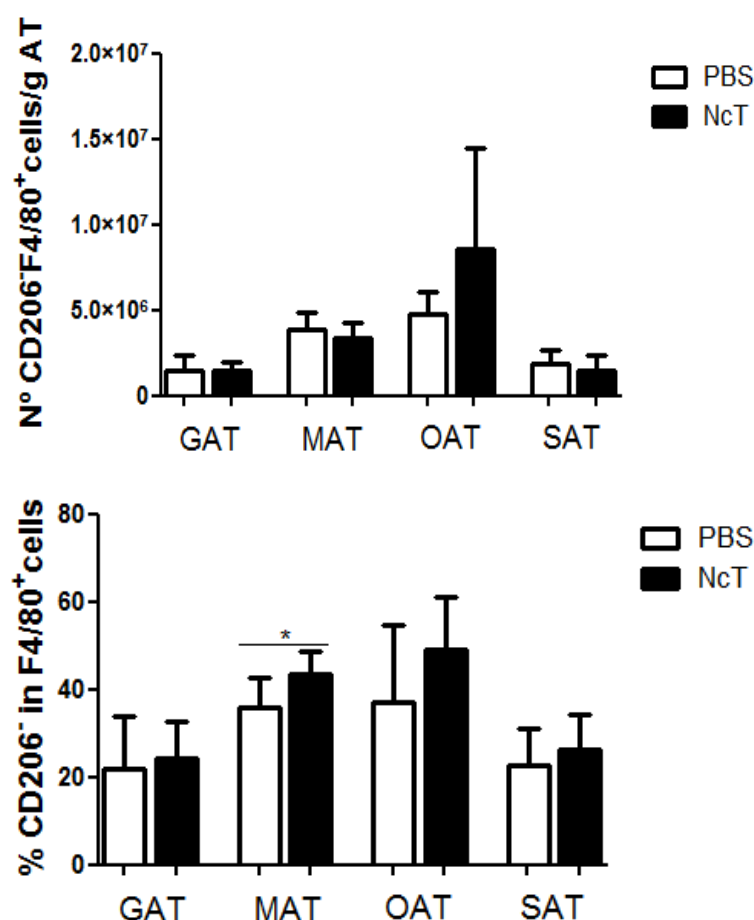 Nº CD206⁻F4/80⁺cells/g AT
2.0×10⁷
1.5×10⁷
1.0×10⁷
5.0×10⁶
0
GAT MAT OAT SAT
PBS
NcT
% CD206⁻ in F4/80⁺cells
80
60
40
20
0
*
GAT MAT OAT SAT
PBS
NcT